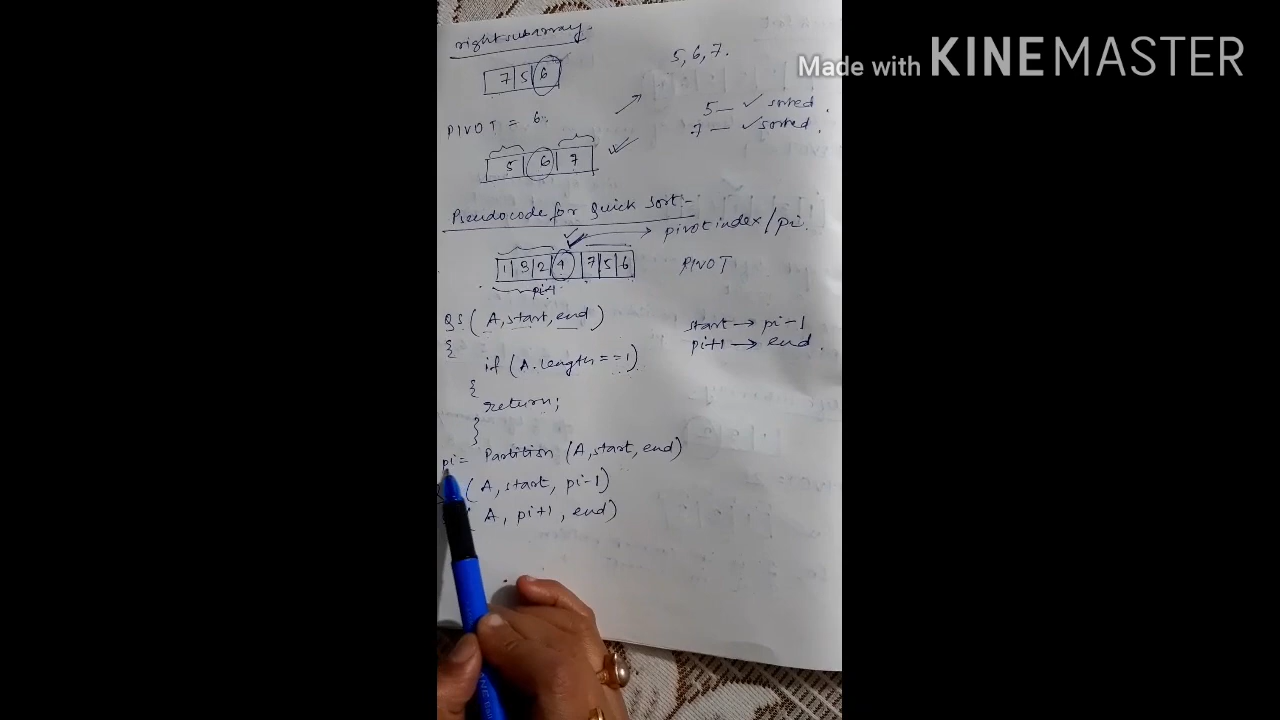 Made with KINEMASTER
right subarray.
7 5 6
5, 6, 7.
PIVOT = 6.
5 — ✓ sorted.
7 — ✓ sorted.
5 6 7
Pseudocode for Quick Sort:-
pivot index / pi.
1 3 2 4 7 5 6
PIVOT
pi-1
QS ( A, start, end )
start → pi-1
{
pi+1 → end.
if ( A. length = = 1 )
{
return;
}
pi = Partition ( A, start, end )
( A, start, pi-1 )
A, pi+1, end )